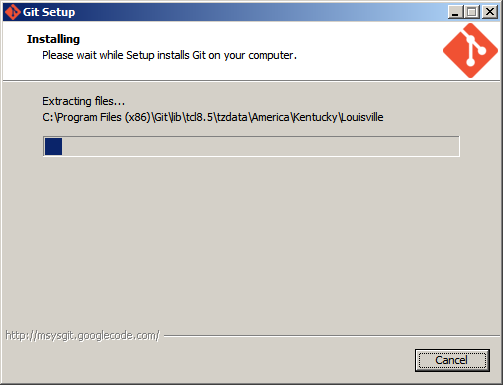 Git Setup
Installing
Please wait while Setup installs Git on your computer.
Extracting files...
C:\Program Files (x86)\Git\lib\tcl8.5\tzdata\America\Kentucky\Louisville
http://msysgit.googlecode.com/
Cancel